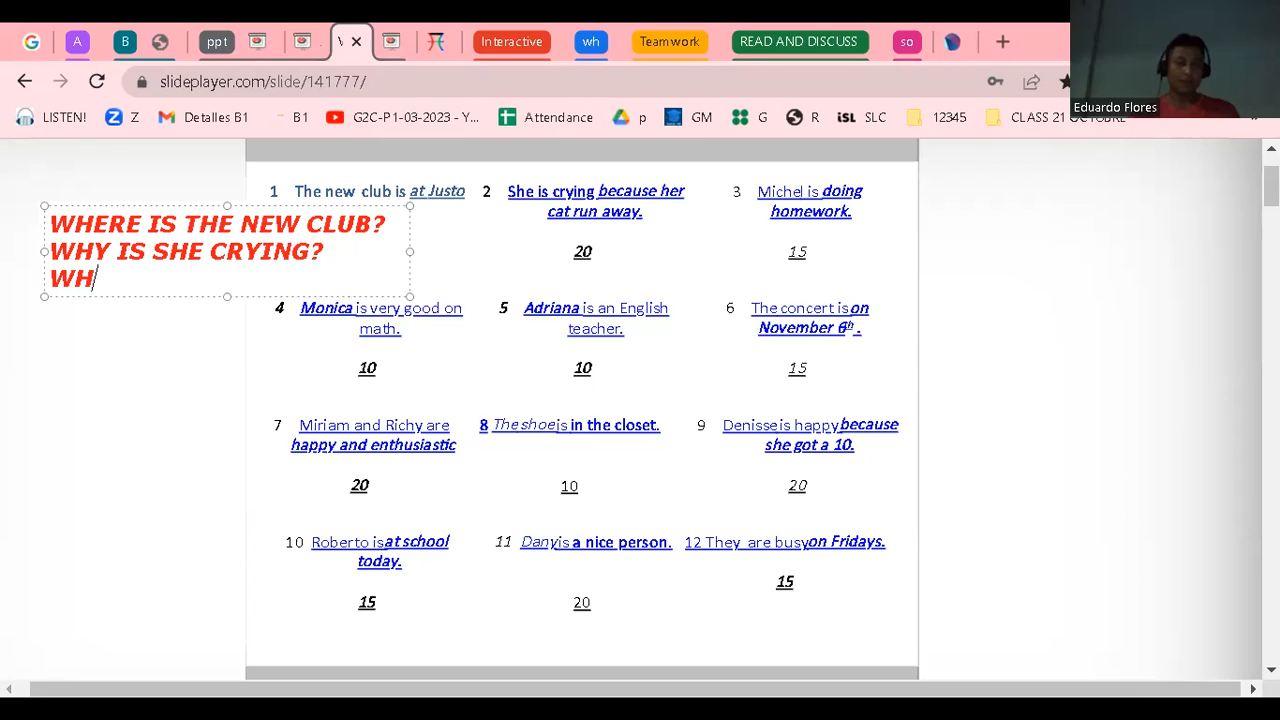 A
B
ppt
Interactive
wh
Teamwork
READ AND DISCUSS
so
slideplayer.com/slide/141777/
Eduardo Flores
LISTEN!
Z
Detalles B1
B1
G2C-P1-03-2023 - Y...
Attendance
p
GM
G
R
SLC
12345
CLASS 21 OCTUBRE
1 The new club is at Justo
2 She is crying because her
cat run away.
20
3 Michel is doing
homework.
15
WHERE IS THE NEW CLUB?
WHY IS SHE CRYING?
WH
4 Monica is very good on
math.
10
5 Adriana is an English
teacher.
10
6 The concert is on
November 6th .
15
7 Miriam and Richy are
happy and enthusiastic
20
8 The shoe is in the closet.
10
9 Denisse is happy because
she got a 10.
20
10 Roberto is at school
today.
15
11 Dany is a nice person.
20
12 They are busy on Fridays.
15